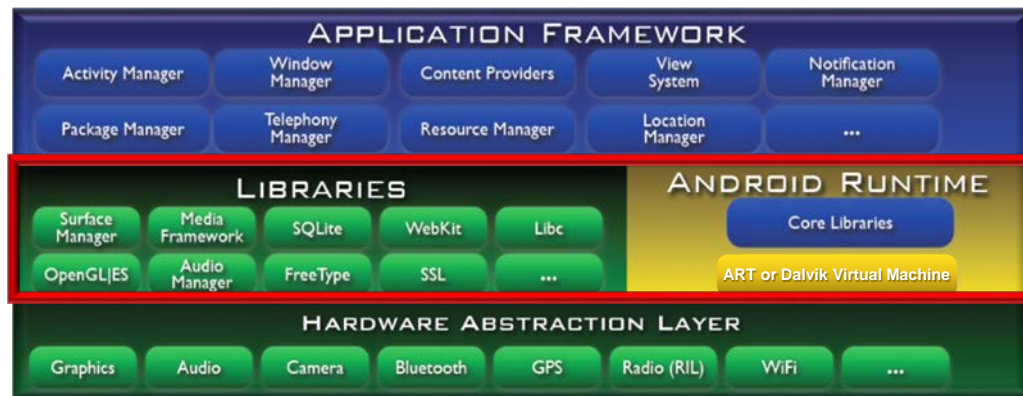 APPLICATION FRAMEWORK
Activity Manager
Window
Manager
Content Providers
View
System
Notification
Manager
Package Manager
Telephony
Manager
Resource Manager
Location
Manager
...
LIBRARIES
Surface
Manager
Media
Framework
SQLite
WebKit
Libc
OpenGL|ES
Audio
Manager
FreeType
SSL
...
ANDROID RUNTIME
Core Libraries
ART or Dalvik Virtual Machine
HARDWARE ABSTRACTION LAYER
Graphics
Audio
Camera
Bluetooth
GPS
Radio (RIL)
WiFi
...